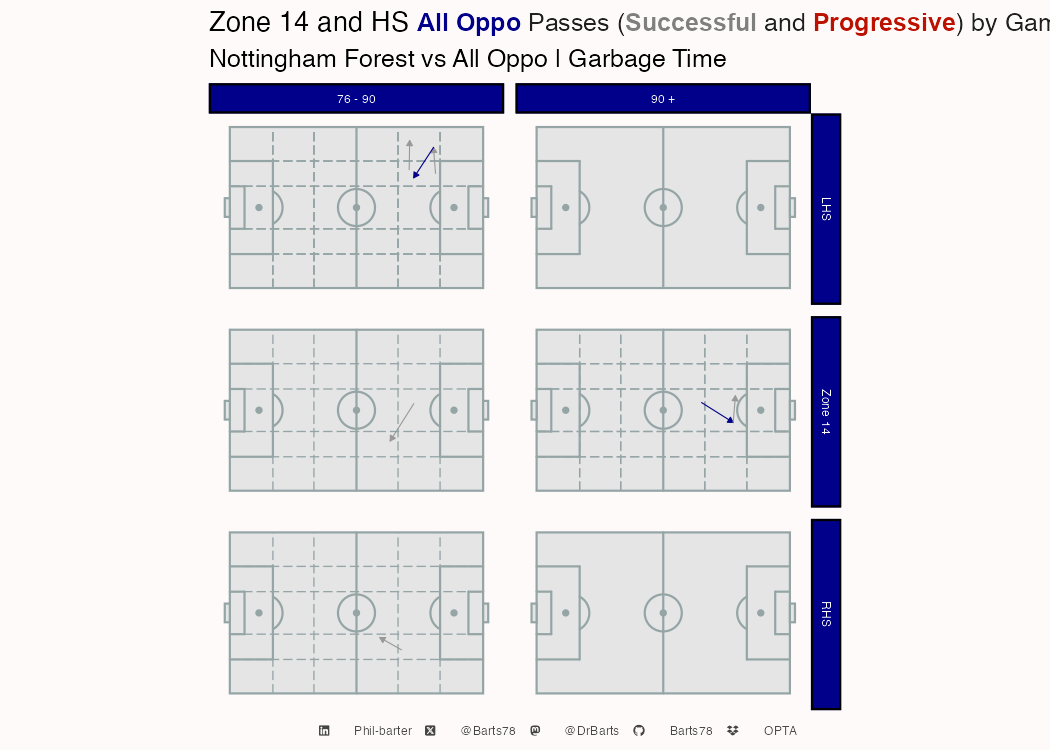 Zone 14 and HS All Oppo Passes (Successful and Progressive) by Gam
Nottingham Forest vs All Oppo | Garbage Time
76 - 90
90 +
LHS
Zone 14
RHS
Phil-barter @Barts78 @DrBarts Barts78 OPTA